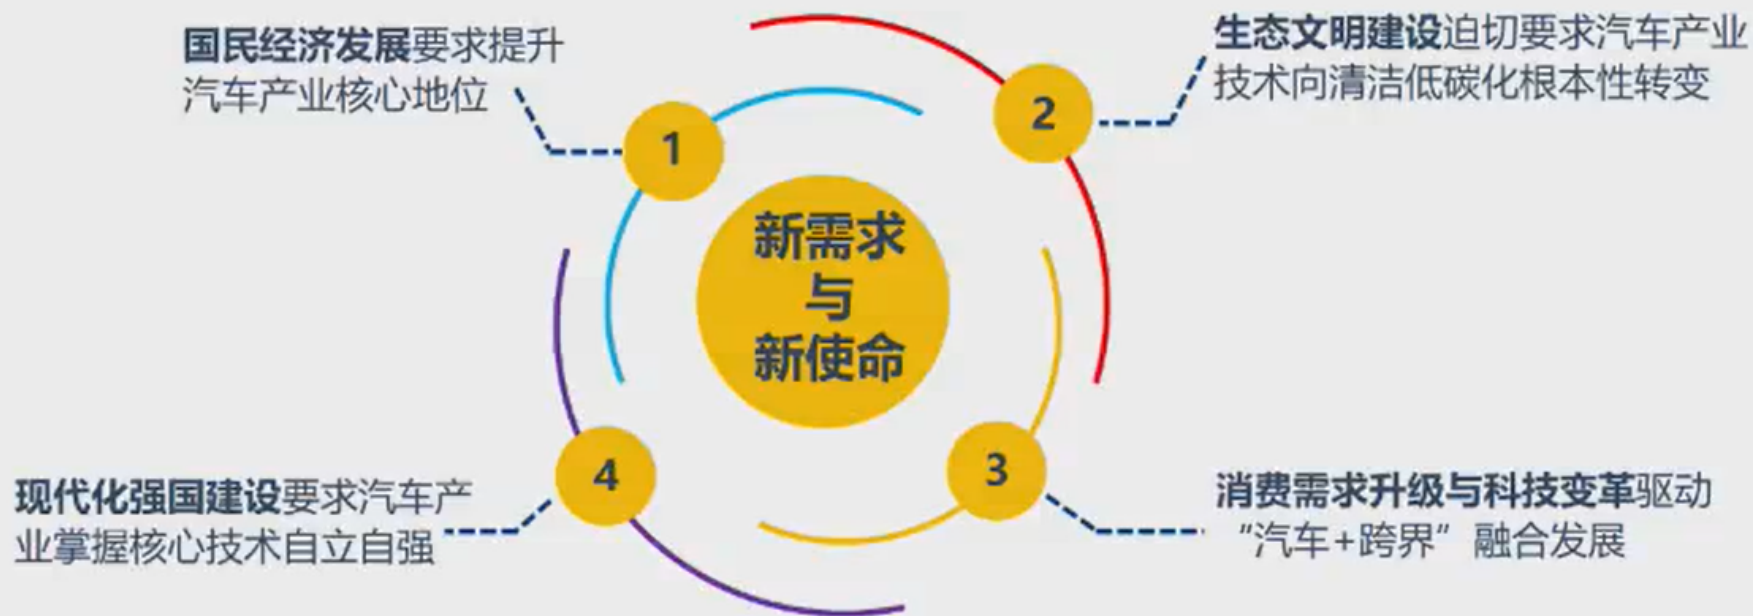 国民经济发展要求提升
汽车产业核心地位
1
生态文明建设迫切要求汽车产业
技术向清洁低碳化根本性转变
2
新需求
与
新使命
3
消费需求升级与科技变革驱动
“汽车+跨界”融合发展
4
现代化强国建设要求汽车产
业掌握核心技术自立自强